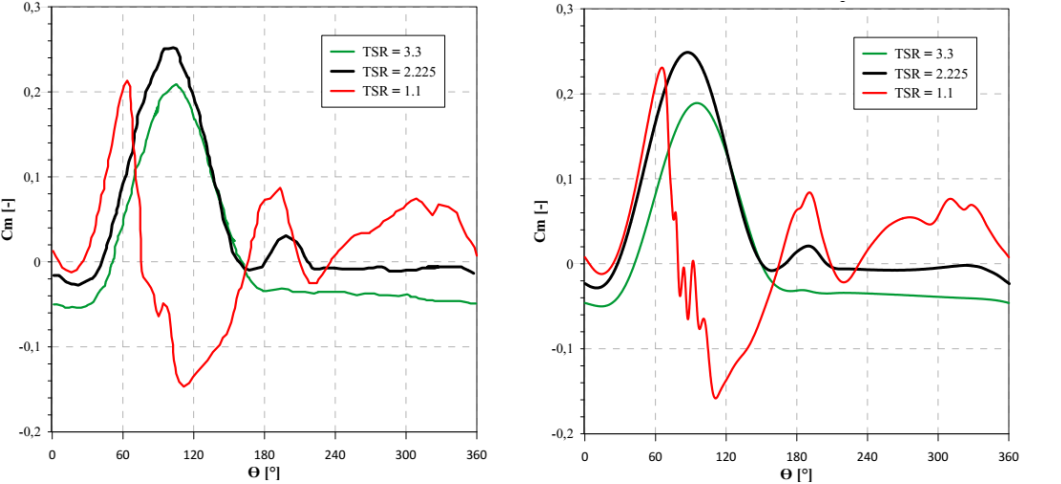 0,3
0,2
0,1
0
-0,1
-0,2
Cm [-]
TSR = 3.3
TSR = 2.225
TSR = 1.1
0 60 120 180 240 300 360
Θ [°]
0,3
0,2
0,1
0
-0,1
-0,2
Cm [-]
TSR = 3.3
TSR = 2.225
TSR = 1.1
0 60 120 180 240 300 360
Θ [°]